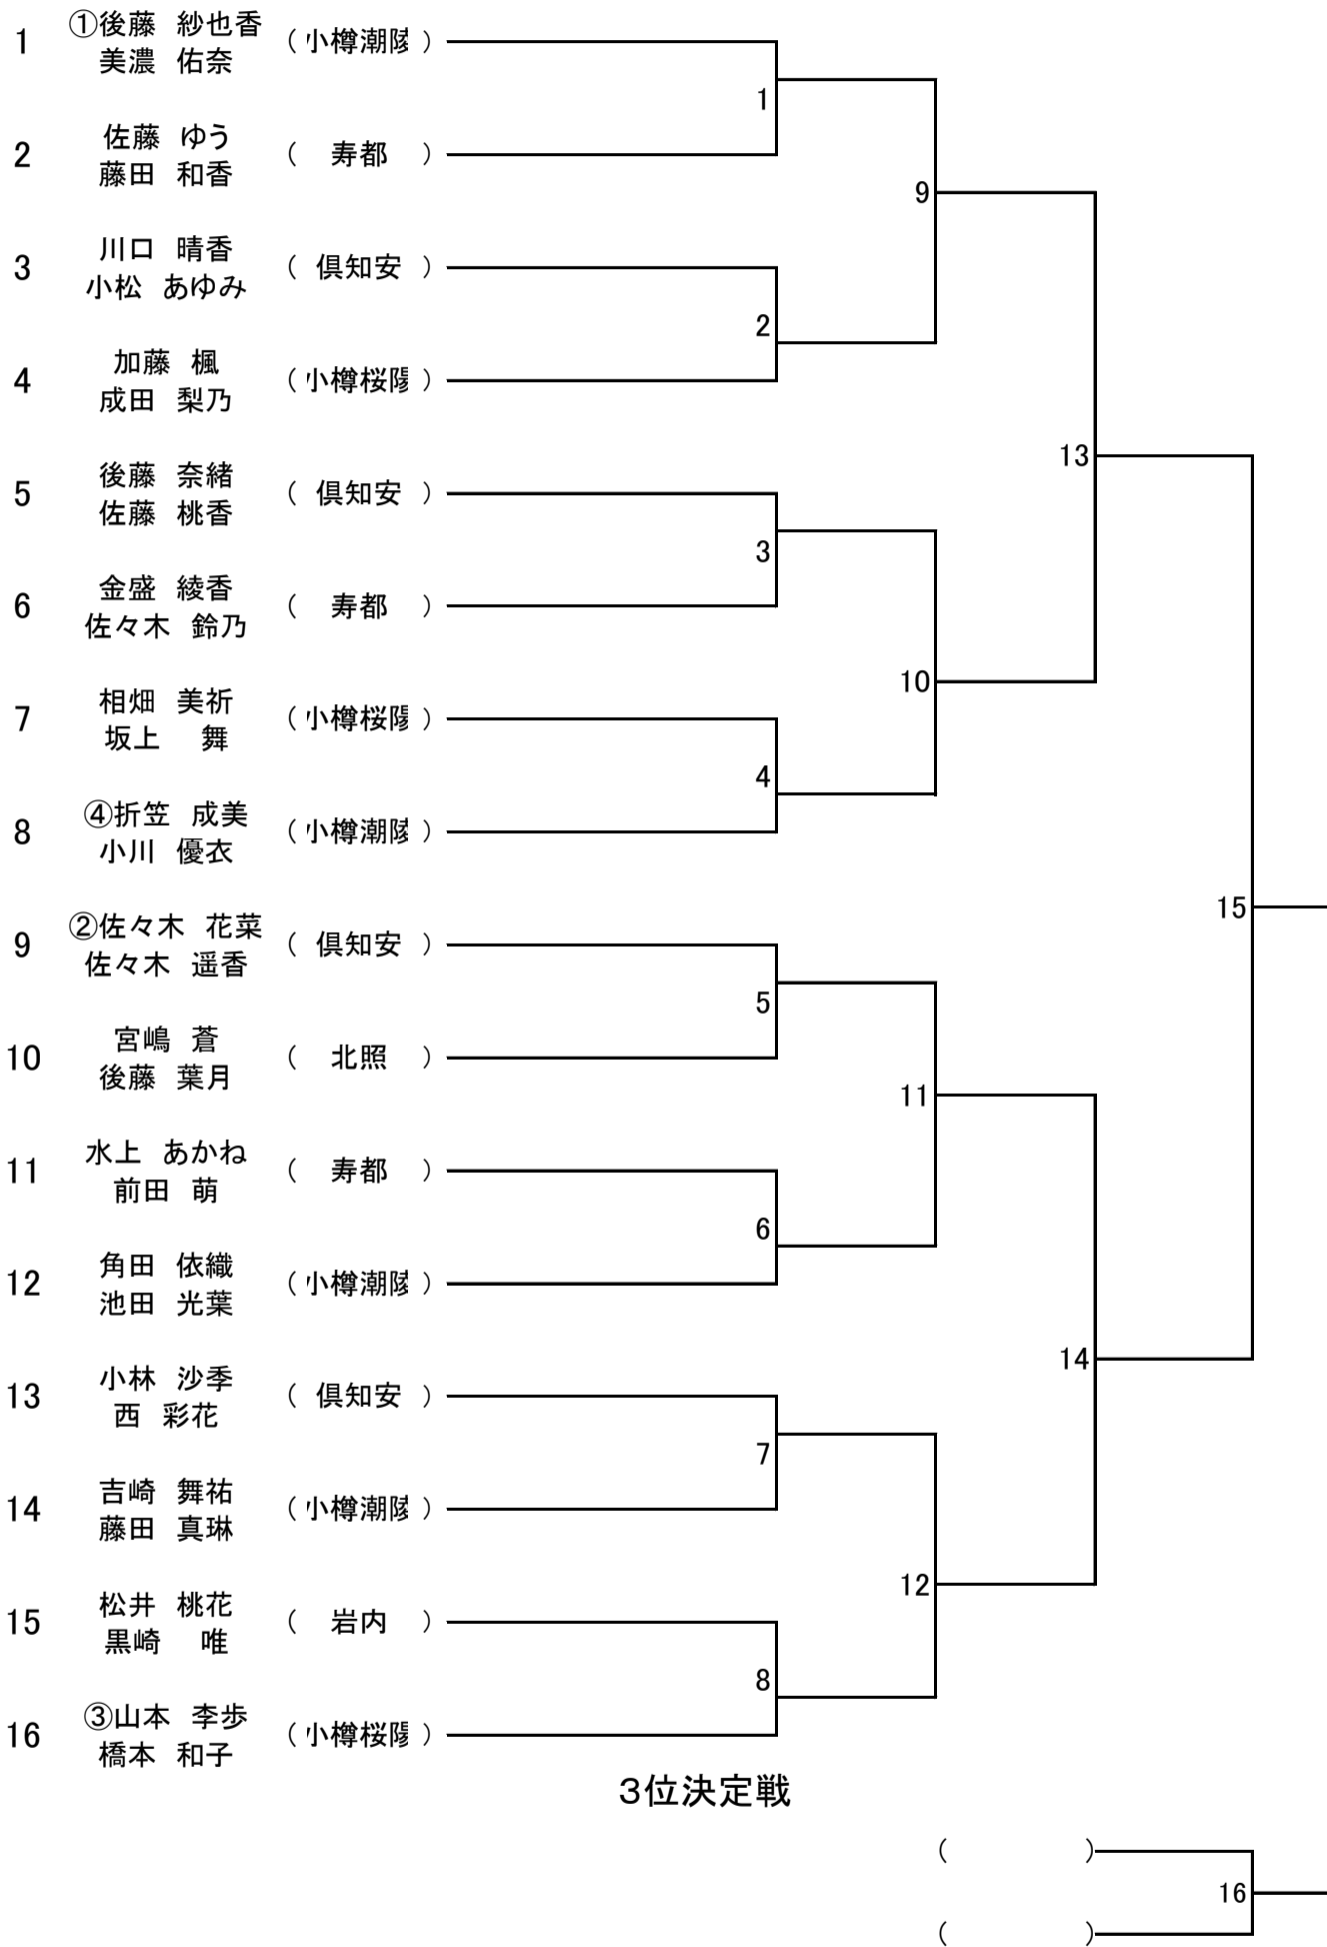 1 ①後藤 紗也香 (小樽潮陵)
美濃 佑奈
1
2 佐藤 ゆう ( 寿都 )
藤田 和香
9
3 川口 晴香 ( 倶知安 )
小松 あゆみ
2
4 加藤 楓 (小樽桜陽)
成田 梨乃
13
5 後藤 奈緒 ( 倶知安 )
佐藤 桃香
3
6 金盛 綾香 ( 寿都 )
佐々木 鈴乃
10
7 相畑 美祈 (小樽桜陽)
坂上 舞
4
8 ④折笠 成美 (小樽潮陵)
小川 優衣
15
9 ②佐々木 花菜 ( 倶知安 )
佐々木 遥香
5
10 宮嶋 蒼 ( 北照 )
後藤 葉月
11
11 水上 あかね ( 寿都 )
前田 萌
6
12 角田 依織 (小樽潮陵)
池田 光葉
14
13 小林 沙季 ( 倶知安 )
西 彩花
7
14 吉崎 舞祐 (小樽潮陵)
藤田 真琳
12
15 松井 桃花 ( 岩内 )
黒崎 唯
8
16 ③山本 李歩 (小樽桜陽)
橋本 和子
3位決定戦
( )
16
( )